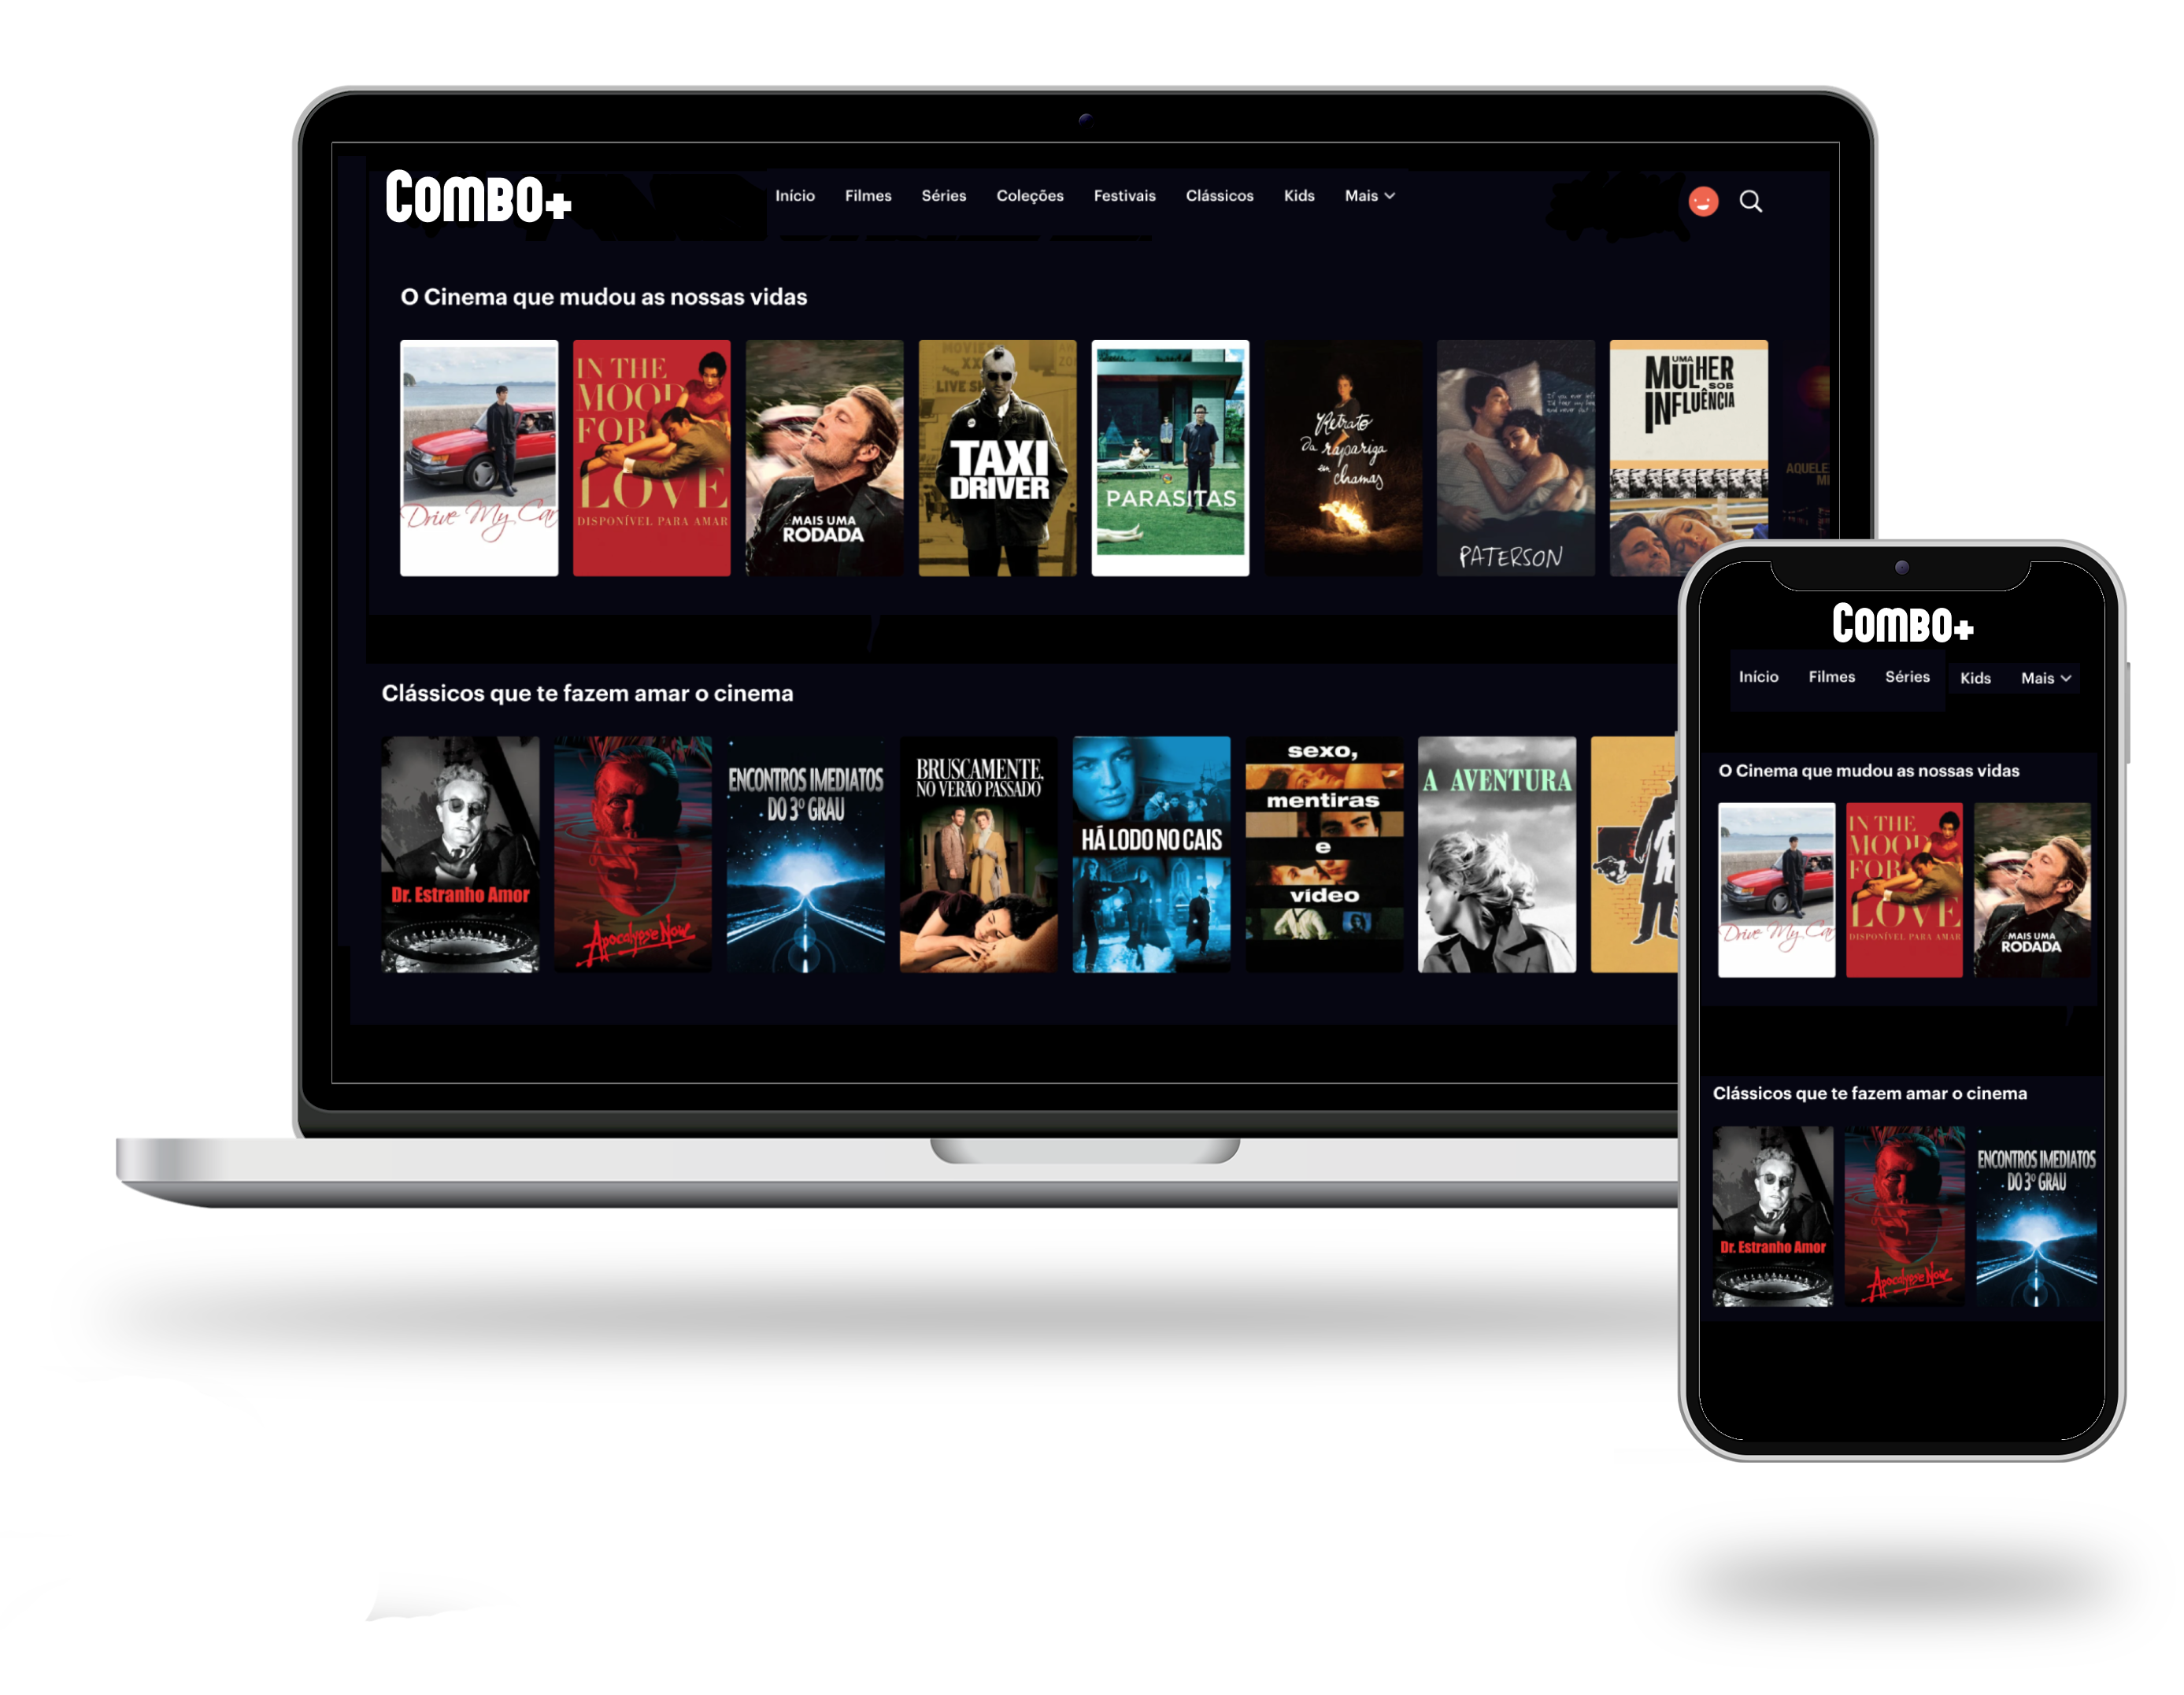 COMBO+
Início Filmes Séries Coleções Festivais Clássicos Kids Mais
O Cinema que mudou as nossas vidas
Drive My Car
IN THE
MOOD
FOR
LOVE
DISPONÍVEL PARA AMAR
MAIS UMA
RODADA
MOVIE
XX
LIVE
TAXI
DRIVER
PARASITAS
Retrato
da rapariga
em
chamas
PATERSON
UMA
MULHER
SOB
INFLUÊNCIA
AQUELE
Clássicos que te fazem amar o cinema
Dr. Estranho Amor
Apocalypse Now
ENCONTROS IMEDIATOS
DO 3º GRAU
BRUSCAMENTE,
NO VERÃO PASSADO
HÁ LODO NO CAIS
sexo,
mentiras
e
vídeo
A AVENTURA
COMBO+
Início Filmes Séries Kids Mais
O Cinema que mudou as nossas vidas
Drive My Car
IN THE
MOOD
FOR
LOVE
DISPONÍVEL PARA AMAR
MAIS UMA
RODADA
Clássicos que te fazem amar o cinema
Dr. Estranho Amor
Apocalypse Now
ENCONTROS IMEDIATOS
DO 3º GRAU